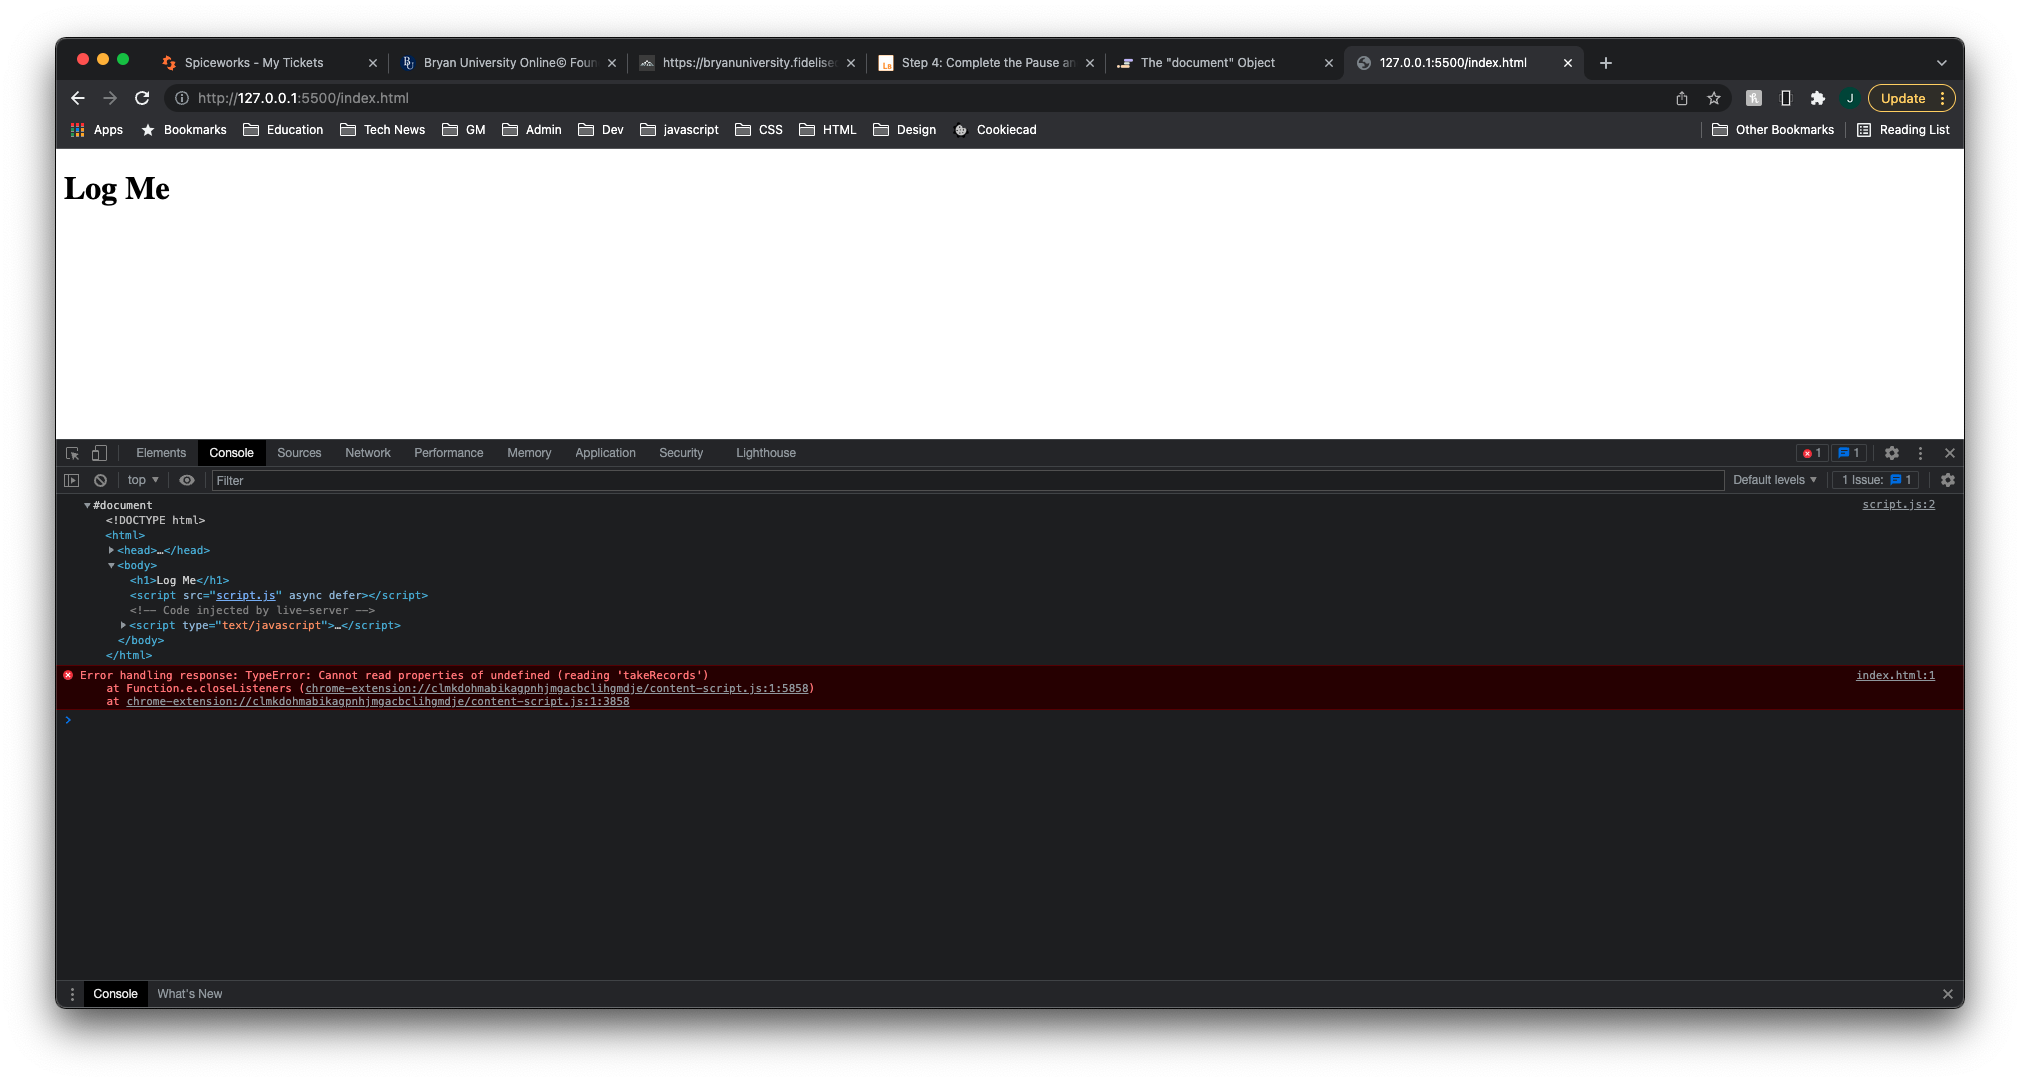 Spiceworks - My Tickets
Bryan University Online© Foun
https://bryanuniversity.fidelised
Step 4: Complete the Pause an
The "document" Object
127.0.0.1:5500/index.html
http://127.0.0.1:5500/index.html
J
Update
Apps
Bookmarks
Education
Tech News
GM
Admin
Dev
javascript
CSS
HTML
Design
Cookiecad
Other Bookmarks
Reading List
Log Me
Elements
Console
Sources
Network
Performance
Memory
Application
Security
Lighthouse
1
1
top
Filter
Default levels
1 Issue: 1
#document
script.js:2
<!DOCTYPE html>
<html>
<head>…</head>
<body>
<h1>Log Me</h1>
<script src="script.js" async defer></script>
<!-- Code injected by live-server -->
<script type="text/javascript">…</script>
</body>
</html>
Error handling response: TypeError: Cannot read properties of undefined (reading 'takeRecords')
index.html:1
at Function.e.closeListeners (chrome-extension://clmkdohmabikagpnhjmgacbclihgmdje/content-script.js:1:5858)
at chrome-extension://clmkdohmabikagpnhjmgacbclihgmdje/content-script.js:1:3858
Console
What's New